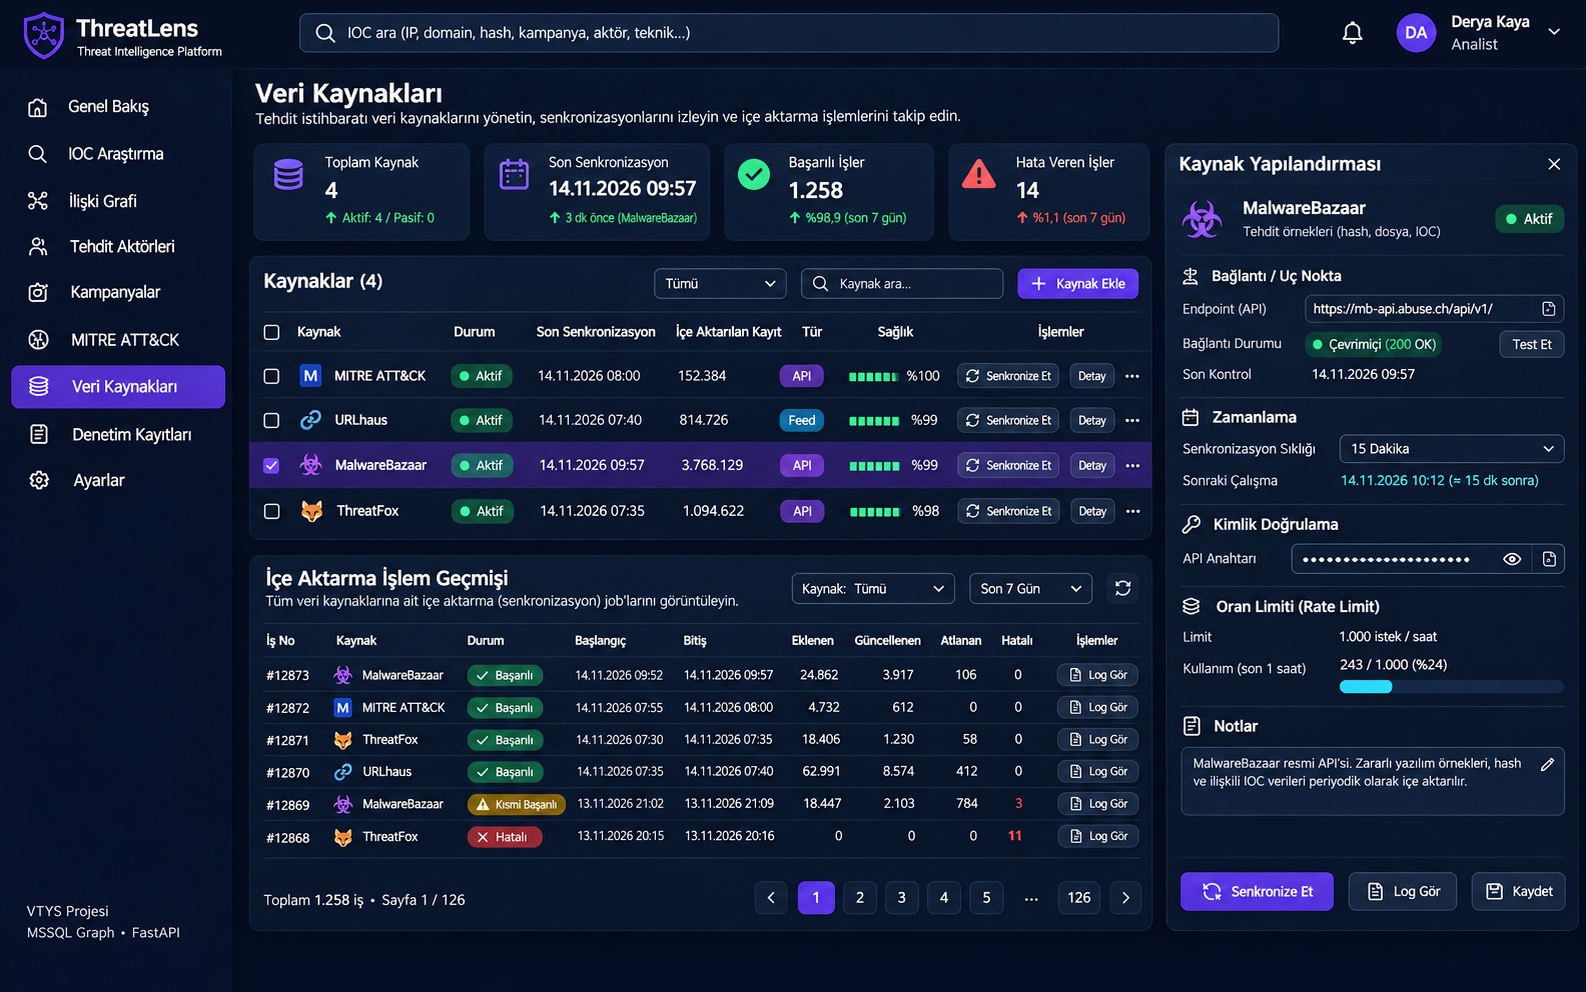 ThreatLens
Threat Intelligence Platform
IOC ara (IP, domain, hash, kampanya, aktör, teknik...)
DA
Derya Kaya
Analist
Genel Bakış
IOC Araştırma
İlişki Grafi
Tehdit Aktörleri
Kampanyalar
MITRE ATT&CK
Veri Kaynakları
Denetim Kayıtları
Ayarlar
VTYS Projesi
MSSQL Graph • FastAPI
Veri Kaynakları
Tehdit istihbaratı veri kaynaklarını yönetin, senkronizasyonlarını izleyin ve içe aktarma işlemlerini takip edin.
Toplam Kaynak
4
↑ Aktif: 4 / Pasif: 0
Son Senkronizasyon
14.11.2026 09:57
↑ 3 dk önce (MalwareBazaar)
Başarılı İşler
1.258
↑ %98,9 (son 7 gün)
Hata Veren İşler
14
↑ %1,1 (son 7 gün)
Kaynaklar (4)
Tümü
Kaynak ara...
+ Kaynak Ekle
Kaynak Durum Son Senkronizasyon İçe Aktarılan Kayıt Tür Sağlık İşlemler
M MITRE ATT&CK Aktif 14.11.2026 08:00 152.384 API %100 Senkronize Et Detay ...
URLhaus Aktif 14.11.2026 07:40 814.726 Feed %99 Senkronize Et Detay ...
MalwareBazaar Aktif 14.11.2026 09:57 3.768.129 API %99 Senkronize Et Detay ...
ThreatFox Aktif 14.11.2026 07:35 1.094.622 API %98 Senkronize Et Detay ...
İçe Aktarma İşlem Geçmişi
Tüm veri kaynaklarına ait içe aktarma (senkronizasyon) job'larını görüntüleyin.
Kaynak: Tümü
Son 7 Gün
İş No Kaynak Durum Başlangıç Bitiş Eklenen Güncellenen Atlanan Hatalı İşlemler
#12873 MalwareBazaar Başarılı 14.11.2026 09:52 14.11.2026 09:57 24.862 3.917 106 0 Log Gör
#12872 M MITRE ATT&CK Başarılı 14.11.2026 07:55 14.11.2026 08:00 4.732 612 0 0 Log Gör
#12871 ThreatFox Başarılı 14.11.2026 07:30 14.11.2026 07:35 18.406 1.230 58 0 Log Gör
#12870 URLhaus Başarılı 14.11.2026 07:35 14.11.2026 07:40 62.991 8.574 412 0 Log Gör
#12869 MalwareBazaar Kısmi Başarılı 13.11.2026 21:02 13.11.2026 21:09 18.447 2.103 784 3 Log Gör
#12868 ThreatFox Hatalı 13.11.2026 20:15 13.11.2026 20:16 0 0 0 11 Log Gör
Toplam 1.258 iş • Sayfa 1 / 126
1 2 3 4 5 ... 126
Kaynak Yapılandırması
MalwareBazaar
Tehdit örnekleri (hash, dosya, IOC)
Aktif
Bağlantı / Uç Nokta
Endpoint (API) https://mb-api.abuse.ch/api/v1/
Bağlantı Durumu Çevrimiçi (200 OK) Test Et
Son Kontrol 14.11.2026 09:57
Zamanlama
Senkronizasyon Sıklığı 15 Dakika
Sonraki Çalışma 14.11.2026 10:12 (≈ 15 dk sonra)
Kimlik Doğrulama
API Anahtarı
Oran Limiti (Rate Limit)
Limit 1.000 istek / saat
Kullanım (son 1 saat) 243 / 1.000 (%24)
Notlar
MalwareBazaar resmi API'si. Zararlı yazılım örnekleri, hash
ve ilişkili IOC verileri periyodik olarak içe aktarılır.
Senkronize Et
Log Gör
Kaydet